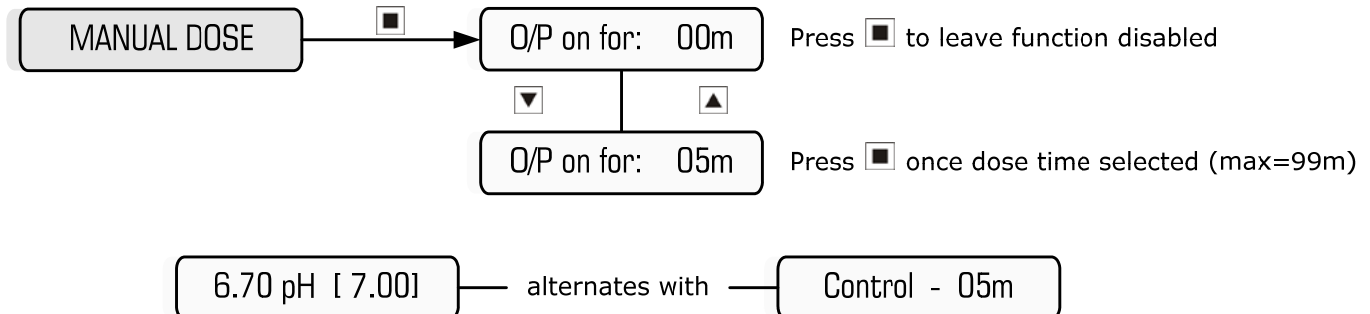 MANUAL DOSE
O/P on for: 00m
Press to leave function disabled
O/P on for: 05m
Press once dose time selected (max=99m)
6.70 pH [ 7.00]
alternates with
Control - 05m